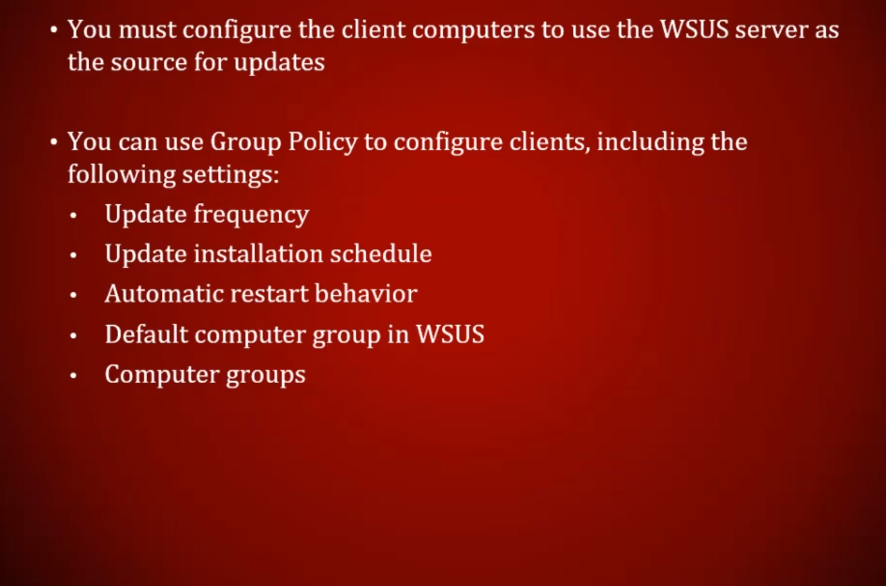 • You must configure the client computers to use the WSUS server as
the source for updates
• You can use Group Policy to configure clients, including the
following settings:
• Update frequency
• Update installation schedule
• Automatic restart behavior
• Default computer group in WSUS
• Computer groups